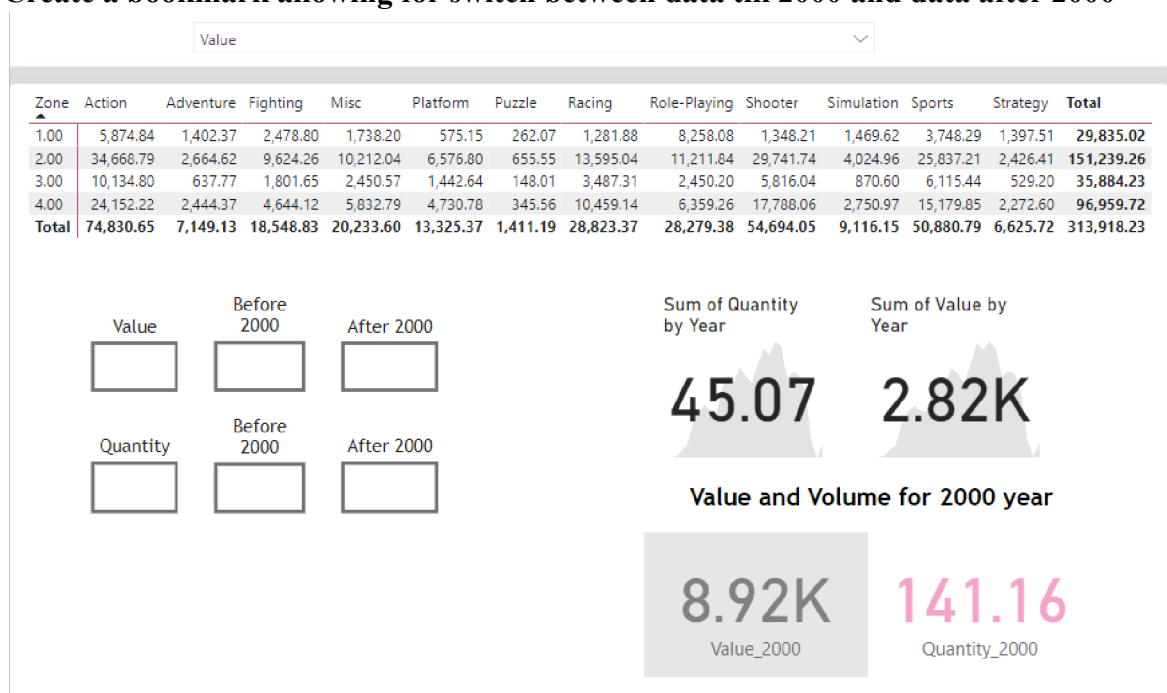 Create a bookmark allowing for switch between data till 2000 and data after 2000
Value
Zone Action Adventure Fighting Misc Platform Puzzle Racing Role-Playing Shooter Simulation Sports Strategy Total
1.00 5,874.84 1,402.37 2,478.80 1,738.20 575.15 262.07 1,281.88 8,258.08 1,348.21 1,469.62 3,748.29 1,397.51 29,835.02
2.00 34,668.79 2,664.62 9,624.26 10,212.04 6,576.80 655.55 13,595.04 11,211.84 29,741.74 4,024.96 25,837.21 2,426.41 151,239.26
3.00 10,134.80 637.77 1,801.65 2,450.57 1,442.64 148.01 3,487.31 2,450.20 5,816.04 870.60 6,115.44 529.20 35,884.23
4.00 24,152.22 2,444.37 4,644.12 5,832.79 4,730.78 345.56 10,459.14 6,359.26 17,788.06 2,750.97 15,179.85 2,272.60 96,959.72
Total 74,830.65 7,149.13 18,548.83 20,233.60 13,325.37 1,411.19 28,823.37 28,279.38 54,694.05 9,116.15 50,880.79 6,625.72 313,918.23
Value
Before
2000
After 2000
Quantity
Before
2000
After 2000
Sum of Quantity
by Year
45.07
Sum of Value by
Year
2.82K
Value and Volume for 2000 year
8.92K
Value_2000
141.16
Quantity_2000